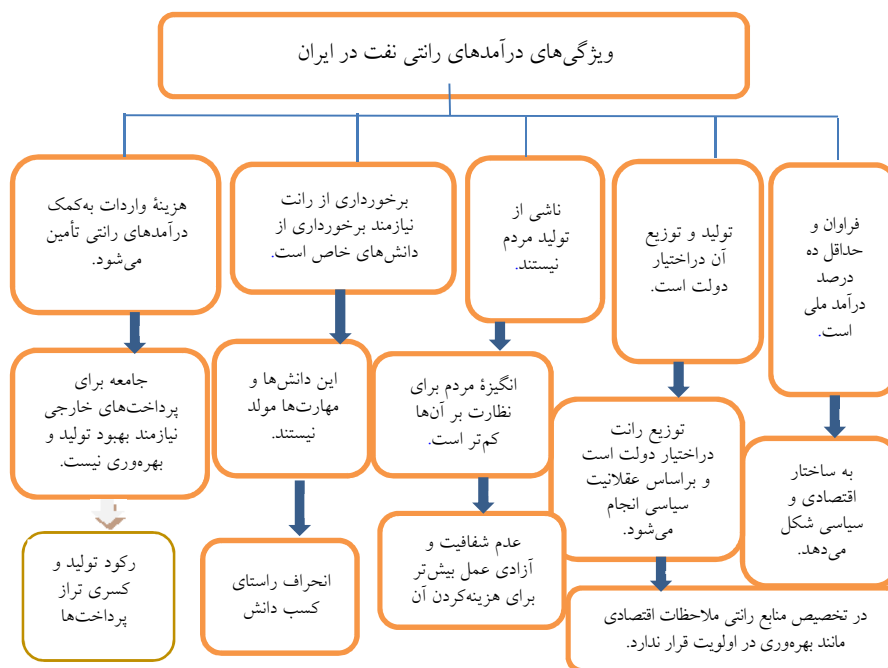 ویژگی‌های درآمدهای رانتی نفت در ایران
فراوان و
حداقل ده
درصد
درآمد ملی
است.
به ساختار
اقتصادی و
سیاسی شکل
می‌دهد.
تولید و توزیع
آن دراختیار
دولت است.
توزیع رانت
دراختیار دولت است
و براساس عقلانیت
سیاسی انجام
می‌شود.
در تخصیص منابع رانتی ملاحظات اقتصادی
مانند بهره‌وری در اولویت قرار ندارد.
ناشی از
تولید مردم
نیستند.
انگیزهٔ مردم برای
نظارت بر آن‌ها
کم‌تر است.
عدم شفافیت و
آزادی عمل بیش‌تر
برای هزینه‌کردن آن
برخورداری از رانت
نیازمند برخورداری از
دانش‌های خاص است.
این دانش‌ها و
مهارت‌ها مولد
نیستند.
انحراف راستای
کسب دانش
هزینهٔ واردات به‌کمک
درآمدهای رانتی تأمین
می‌شود.
جامعه برای
پرداخت‌های خارجی
نیازمند بهبود تولید و
بهره‌وری نیست.
رکود تولید و
کسری تراز
پرداخت‌ها